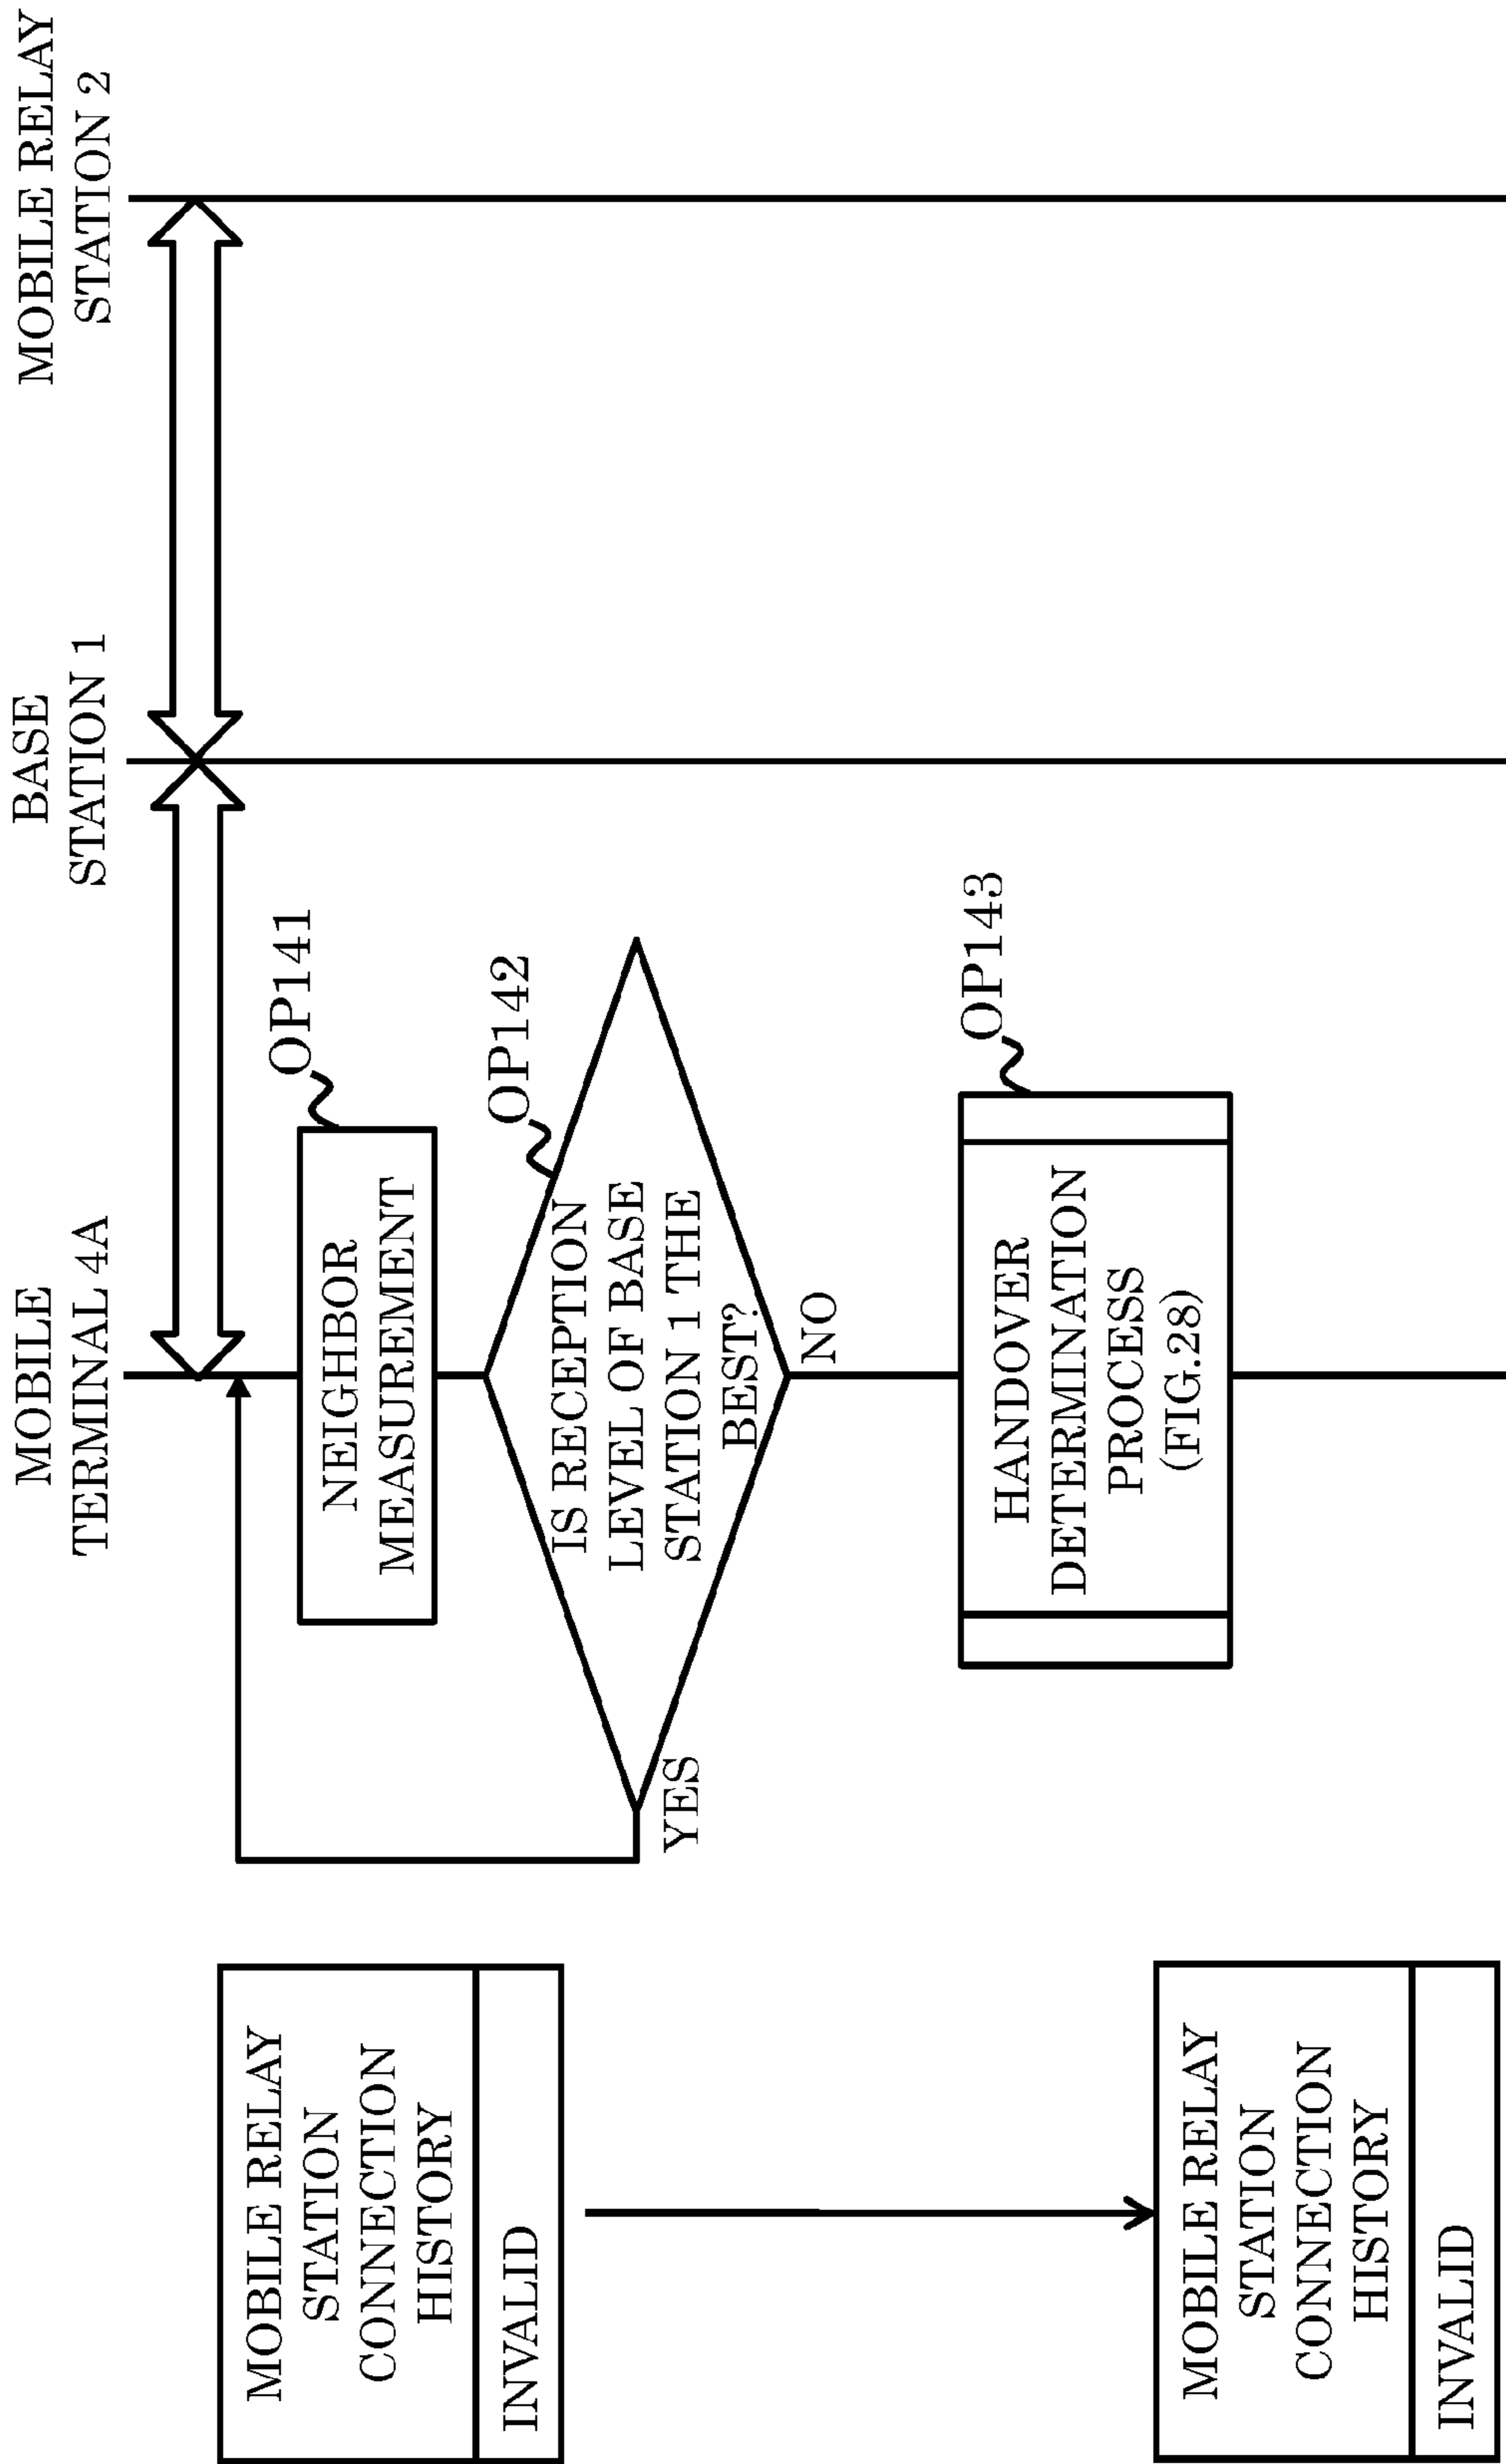 MOBILE
TERMINAL 4A
BASE
STATION 1
MOBILE RELAY
STATION 2
MOBILE RELAY
STATION
CONNECTION
HISTORY
INVALID
NEIGHBOR
MEASUREMENT
OP141
OP142
IS RECEPTION
LEVEL OF BASE
STATION 1 THE
BEST?
YES
NO
OP143
HANDOVER
DETERMINATION
PROCESS
(FIG.28)
MOBILE RELAY
STATION
CONNECTION
HISTORY
INVALID